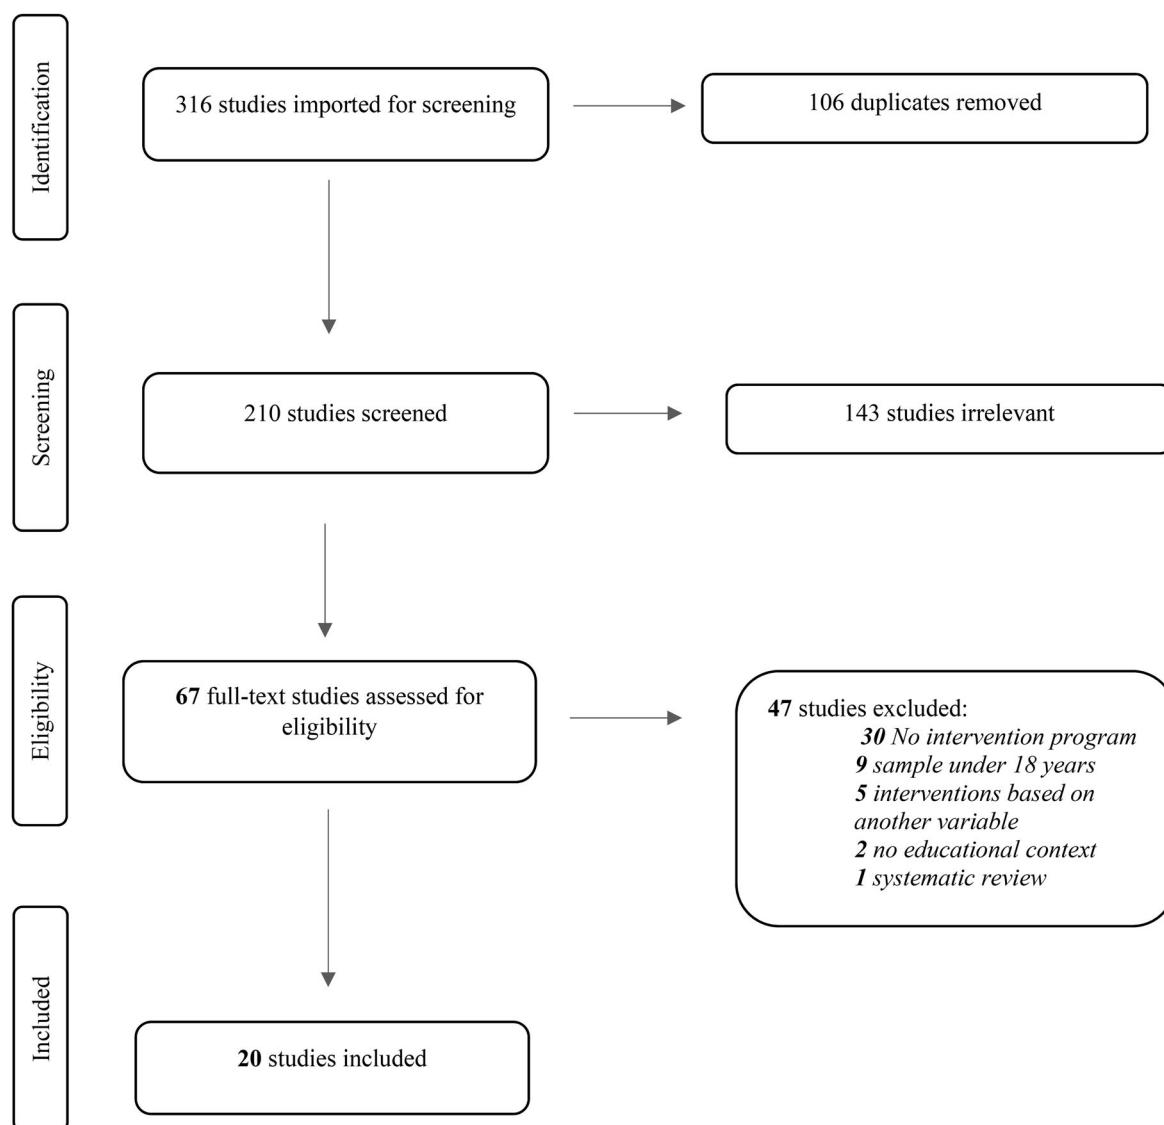 Identification
316 studies imported for screening
106 duplicates removed
Screening
210 studies screened
143 studies irrelevant
Eligibility
67 full-text studies assessed for
eligibility
47 studies excluded:
30 No intervention program
9 sample under 18 years
5 interventions based on
another variable
2 no educational context
1 systematic review
Included
20 studies included